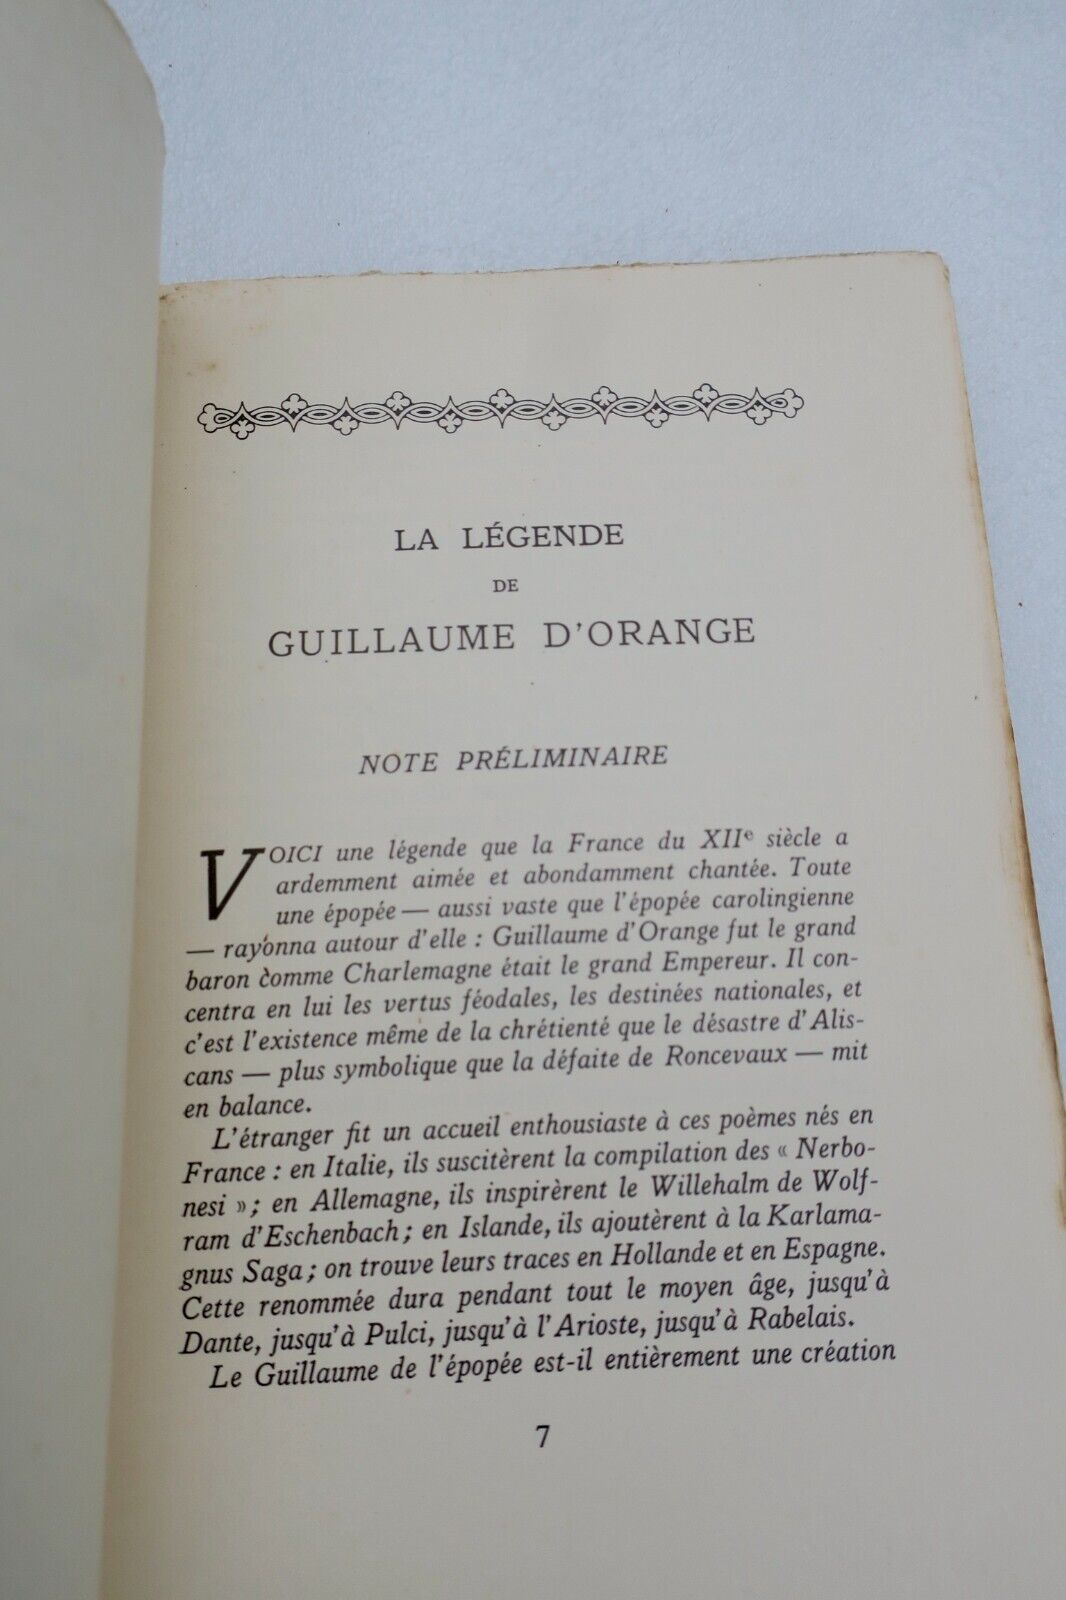 LA LÉGENDE
DE
GUILLAUME D'ORANGE
NOTE PRÉLIMINAIRE
VOICI une légende que la France du XIIe siècle a
ardemment aimée et abondamment chantée. Toute
une épopée — aussi vaste que l'épopée carolingienne
— rayonna autour d'elle : Guillaume d'Orange fut le grand
baron comme Charlemagne était le grand Empereur. Il con-
centra en lui les vertus féodales, les destinées nationales, et
c'est l'existence même de la chrétienté que le désastre d'Alis-
cans — plus symbolique que la défaite de Roncevaux — mit
en balance.
L'étranger fit un accueil enthousiaste à ces poèmes nés en
France : en Italie, ils suscitèrent la compilation des « Nerbo-
nesi » ; en Allemagne, ils inspirèrent le Willehalm de Wolf-
ram d'Eschenbach ; en Islande, ils ajoutèrent à la Karlama-
gnus Saga ; on trouve leurs traces en Hollande et en Espagne.
Cette renommée dura pendant tout le moyen âge, jusqu'à
Dante, jusqu'à Pulci, jusqu'à l'Arioste, jusqu'à Rabelais.
Le Guillaume de l'épopée est-il entièrement une création
7